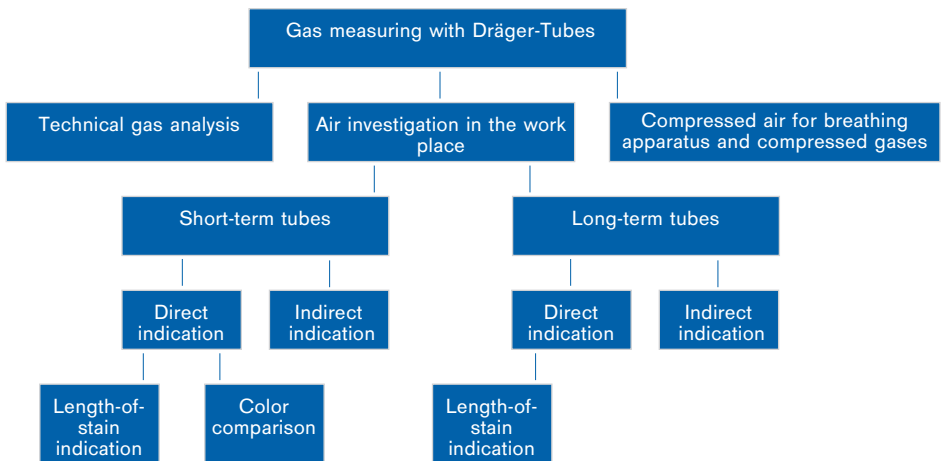 Gas measuring with Dräger-Tubes
Technical gas analysis
Air investigation in the work
place
Compressed air for breathing
apparatus and compressed gases
Short-term tubes
Long-term tubes
Direct
indication
Indirect
indication
Direct
indication
Indirect
indication
Length-of-
stain
indication
Color
comparison
Length-of-
stain
indication